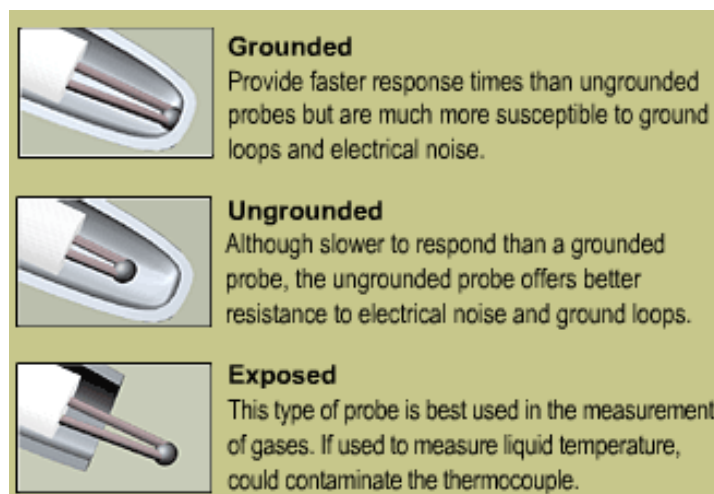 Grounded
Provide faster response times than ungrounded
probes but are much more susceptible to ground
loops and electrical noise.
Ungrounded
Although slower to respond than a grounded
probe, the ungrounded probe offers better
resistance to electrical noise and ground loops.
Exposed
This type of probe is best used in the measurement
of gases. If used to measure liquid temperature,
could contaminate the thermocouple.